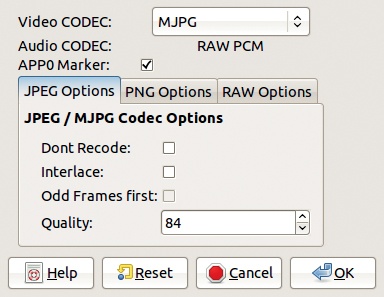 Video CODEC: MJPG
Audio CODEC: RAW PCM
APP0 Marker:
JPEG Options PNG Options RAW Options
JPEG / MJPG Codec Options
Dont Recode:
Interlace:
Odd Frames first:
Quality: 84
Help Reset Cancel OK